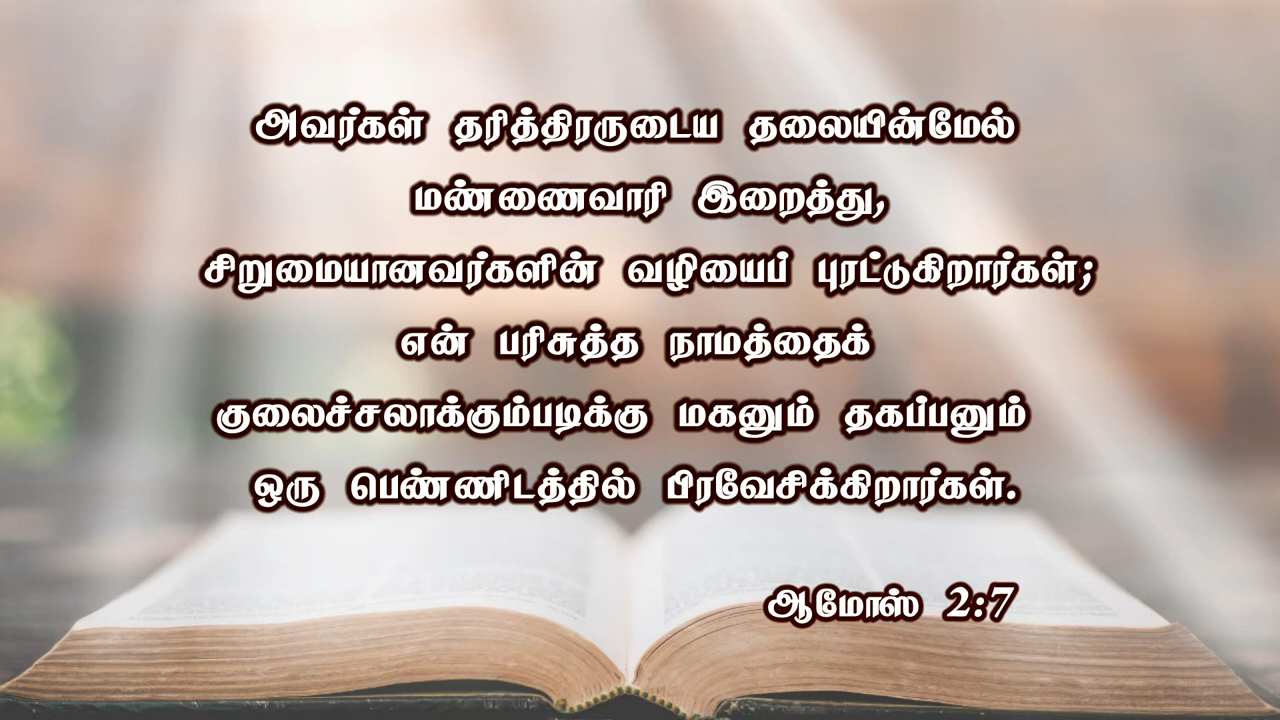 அவர்கள் தரித்திரருடைய தலையின்மேல்
மண்ணைவாரி இறைத்து,
சிறுமையானவர்களின் வழியைப் புரட்டுகிறார்கள்;
என் பரிசுத்த நாமத்தைக்
குலைச்சலாக்கும்படிக்கு மகனும் தகப்பனும்
ஒரு பெண்ணிடத்தில் பிரவேசிக்கிறார்கள்.
ஆமோஸ் 2:7